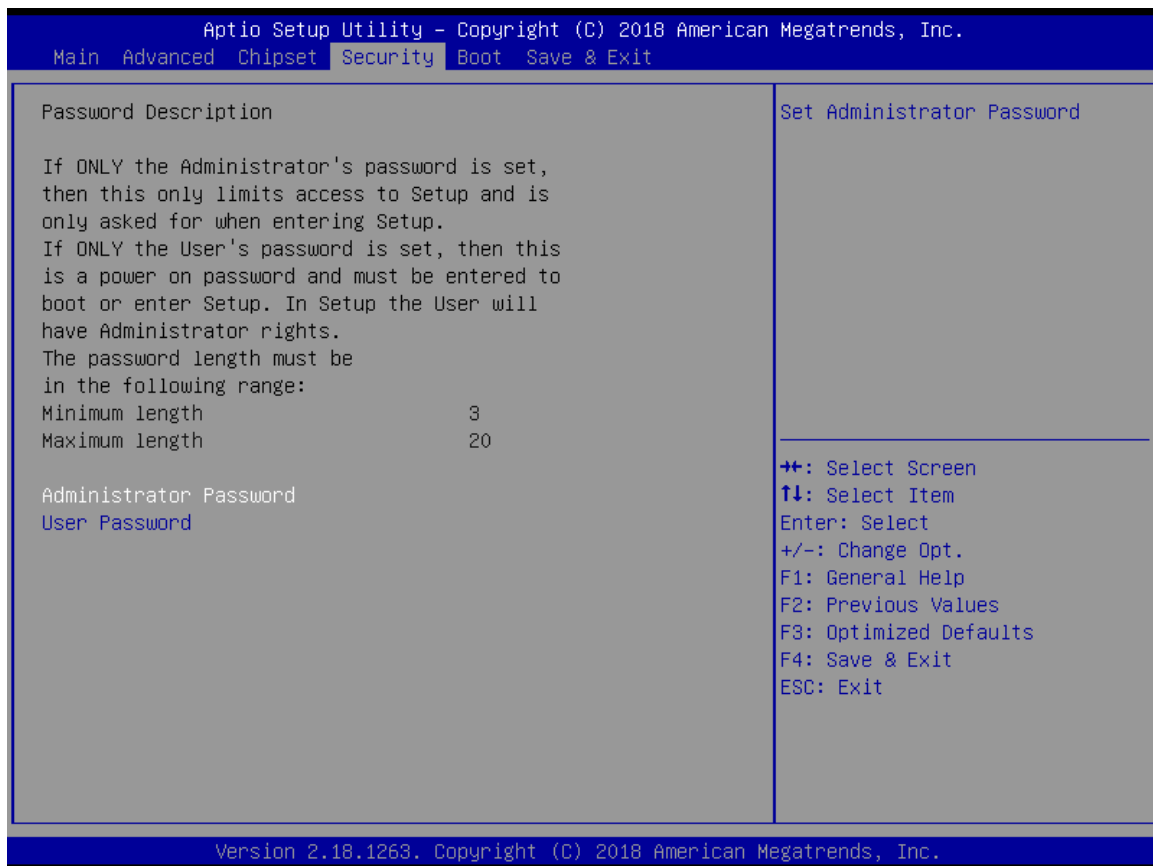 Aptio Setup Utility – Copyright (C) 2018 American Megatrends, Inc.
Main Advanced Chipset Security Boot Save & Exit
Password Description
If ONLY the Administrator's password is set,
then this only limits access to Setup and is
only asked for when entering Setup.
If ONLY the User's password is set, then this
is a power on password and must be entered to
boot or enter Setup. In Setup the User will
have Administrator rights.
The password length must be
in the following range:
Minimum length 3
Maximum length 20
Administrator Password
User Password
Set Administrator Password
→←: Select Screen
↑↓: Select Item
Enter: Select
+/-: Change Opt.
F1: General Help
F2: Previous Values
F3: Optimized Defaults
F4: Save & Exit
ESC: Exit
Version 2.18.1263. Copyright (C) 2018 American Megatrends, Inc.